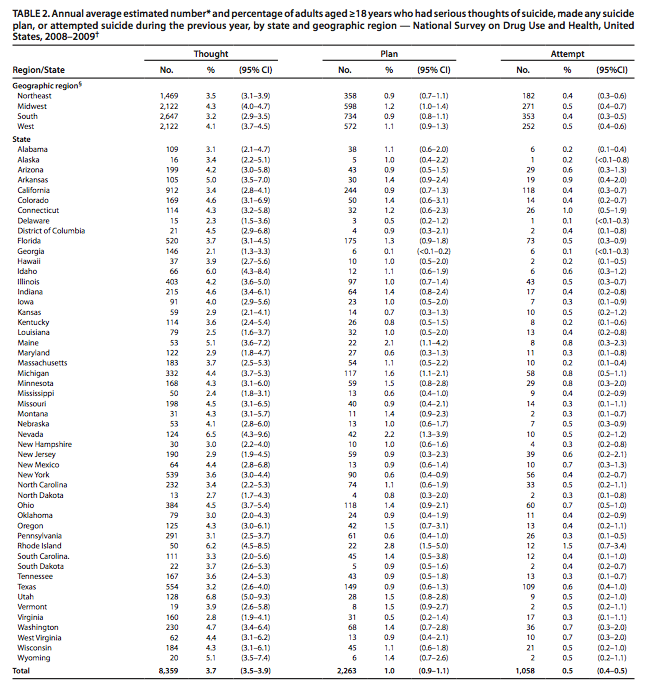 TABLE 2. Annual average estimated number* and percentage of adults aged ≥18 years who had serious thoughts of suicide, made any suicide
plan, or attempted suicide during the previous year, by state and geographic region — National Survey on Drug Use and Health, United
States, 2008–2009†
Thought Plan Attempt
Region/State No. % (95% CI) No. % (95% CI) No. % (95%CI)
Geographic region§
Northeast 1,469 3.5 (3.1–3.9) 358 0.9 (0.7–1.1) 182 0.4 (0.3–0.6)
Midwest 2,122 4.3 (4.0–4.7) 598 1.2 (1.0–1.4) 271 0.5 (0.4–0.7)
South 2,647 3.2 (2.9–3.5) 734 0.9 (0.8–1.1) 353 0.4 (0.3–0.5)
West 2,122 4.1 (3.7–4.5) 572 1.1 (0.9–1.3) 252 0.5 (0.4–0.6)
State
Alabama 109 3.1 (2.1–4.7) 38 1.1 (0.6–2.0) 6 0.2 (0.1–0.4)
Alaska 16 3.4 (2.2–5.1) 5 1.0 (0.4–2.2) 1 0.2 (<0.1–0.8)
Arizona 199 4.2 (3.0–5.8) 43 0.9 (0.5–1.5) 29 0.6 (0.3–1.3)
Arkansas 105 5.0 (3.5–7.0) 30 1.4 (0.9–2.4) 19 0.9 (0.4–2.0)
California 912 3.4 (2.8–4.1) 244 0.9 (0.7–1.3) 118 0.4 (0.3–0.7)
Colorado 169 4.6 (3.1–6.9) 50 1.4 (0.6–3.1) 14 0.4 (0.2–0.7)
Connecticut 114 4.3 (3.2–5.8) 32 1.2 (0.6–2.3) 26 1.0 (0.5–1.9)
Delaware 15 2.3 (1.5–3.6) 3 0.5 (0.2–1.2) 1 0.1 (<0.1–0.3)
District of Columbia 21 4.5 (2.9–6.8) 4 0.9 (0.3–2.1) 2 0.4 (0.1–0.8)
Florida 520 3.7 (3.1–4.5) 175 1.3 (0.9–1.8) 73 0.5 (0.3–0.9)
Georgia 146 2.1 (1.3–3.3) 6 0.1 (<0.1–0.2) 6 0.1 (<0.1–0.3)
Hawaii 37 3.9 (2.7–5.6) 10 1.0 (0.5–2.0) 2 0.2 (0.1–0.5)
Idaho 66 6.0 (4.3–8.4) 12 1.1 (0.6–1.9) 6 0.6 (0.3–1.2)
Illinois 403 4.2 (3.6–5.0) 97 1.0 (0.7–1.4) 43 0.5 (0.3–0.7)
Indiana 215 4.6 (3.4–6.1) 64 1.4 (0.8–2.4) 17 0.4 (0.2–0.8)
Iowa 91 4.0 (2.9–5.6) 23 1.0 (0.5–2.0) 7 0.3 (0.1–0.9)
Kansas 59 2.9 (2.1–4.1) 14 0.7 (0.3–1.3) 10 0.5 (0.2–1.2)
Kentucky 114 3.6 (2.4–5.4) 26 0.8 (0.5–1.5) 8 0.2 (0.1–0.6)
Louisiana 79 2.5 (1.6–3.7) 32 1.0 (0.5–2.0) 13 0.4 (0.2–0.8)
Maine 53 5.1 (3.6–7.2) 22 2.1 (1.1–4.2) 8 0.8 (0.3–2.3)
Maryland 122 2.9 (1.8–4.7) 27 0.6 (0.3–1.3) 11 0.3 (0.1–0.8)
Massachusetts 183 3.7 (2.5–5.3) 54 1.1 (0.5–2.2) 10 0.2 (0.1–0.4)
Michigan 332 4.4 (3.7–5.3) 117 1.6 (1.1–2.1) 58 0.8 (0.5–1.1)
Minnesota 168 4.3 (3.1–6.0) 59 1.5 (0.8–2.8) 29 0.8 (0.3–2.0)
Mississippi 50 2.4 (1.8–3.1) 13 0.6 (0.4–1.0) 9 0.4 (0.2–0.9)
Missouri 198 4.5 (3.1–6.5) 40 0.9 (0.4–2.1) 14 0.3 (0.1–1.1)
Montana 31 4.3 (3.1–5.7) 11 1.4 (0.9–2.3) 2 0.3 (0.1–0.7)
Nebraska 53 4.1 (2.8–6.0) 13 1.0 (0.6–1.7) 7 0.5 (0.3–0.9)
Nevada 124 6.5 (4.3–9.6) 42 2.2 (1.3–3.9) 10 0.5 (0.2–1.2)
New Hampshire 30 3.0 (2.2–4.0) 10 1.0 (0.6–1.6) 4 0.3 (0.2–0.8)
New Jersey 190 2.9 (1.9–4.5) 59 0.9 (0.3–2.3) 39 0.6 (0.2–2.1)
New Mexico 64 4.4 (2.8–6.8) 13 0.9 (0.6–1.4) 10 0.7 (0.3–1.3)
New York 539 3.6 (3.0–4.4) 90 0.6 (0.4–0.9) 56 0.4 (0.2–0.7)
North Carolina 232 3.4 (2.2–5.3) 74 1.1 (0.6–1.9) 33 0.5 (0.2–1.1)
North Dakota 13 2.7 (1.7–4.3) 4 0.8 (0.3–2.0) 2 0.3 (0.1–0.8)
Ohio 384 4.5 (3.7–5.4) 118 1.4 (0.9–2.1) 60 0.7 (0.5–1.0)
Oklahoma 79 3.0 (2.0–4.3) 24 0.9 (0.4–1.9) 11 0.4 (0.2–0.9)
Oregon 125 4.3 (3.0–6.1) 42 1.5 (0.7–3.1) 13 0.4 (0.2–1.1)
Pennsylvania 291 3.1 (2.5–3.7) 61 0.6 (0.4–1.0) 26 0.3 (0.1–0.5)
Rhode Island 50 6.2 (4.5–8.5) 22 2.8 (1.5–5.0) 12 1.5 (0.7–3.4)
South Carolina. 111 3.3 (2.0–5.6) 45 1.4 (0.5–3.8) 12 0.4 (0.1–1.0)
South Dakota 22 3.7 (2.6–5.3) 5 0.9 (0.5–1.6) 2 0.4 (0.2–0.7)
Tennessee 167 3.6 (2.4–5.3) 43 0.9 (0.5–1.8) 13 0.3 (0.1–0.7)
Texas 554 3.2 (2.6–4.0) 149 0.9 (0.6–1.3) 109 0.6 (0.4–1.0)
Utah 128 6.8 (5.0–9.3) 28 1.5 (0.8–2.8) 9 0.5 (0.2–1.0)
Vermont 19 3.9 (2.6–5.8) 8 1.5 (0.9–2.7) 2 0.5 (0.2–1.1)
Virginia 160 2.8 (1.9–4.1) 31 0.5 (0.2–1.4) 17 0.3 (0.1–1.1)
Washington 230 4.7 (3.4–6.4) 68 1.4 (0.7–2.8) 36 0.7 (0.3–2.0)
West Virginia 62 4.4 (3.1–6.2) 13 0.9 (0.4–2.1) 10 0.7 (0.3–2.0)
Wisconsin 184 4.3 (3.1–6.1) 45 1.1 (0.6–1.8) 21 0.5 (0.2–1.0)
Wyoming 20 5.1 (3.5–7.4) 6 1.4 (0.7–2.6) 2 0.5 (0.2–1.1)
Total 8,359 3.7 (3.5–3.9) 2,263 1.0 (0.9–1.1) 1,058 0.5 (0.4–0.5)